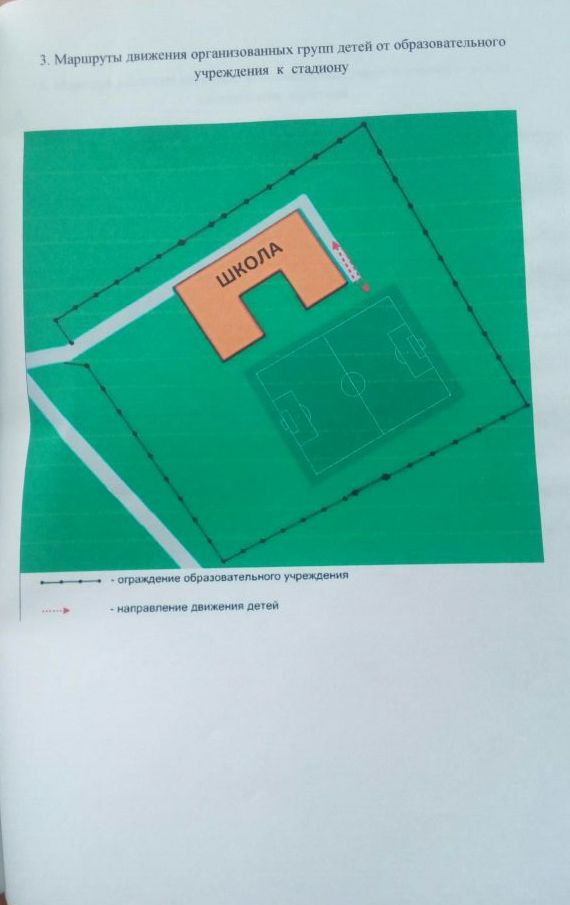 3. Маршруты движения организованных групп детей от образовательного
учреждения к стадиону
ШКОЛА
- ограждение образовательного учреждения
- направление движения детей